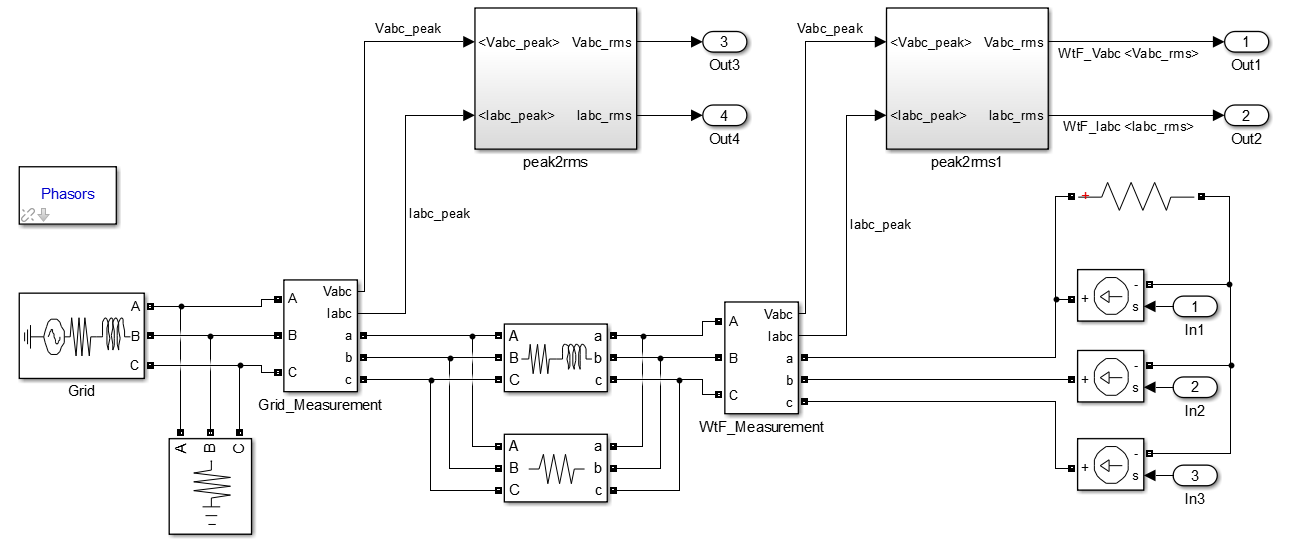 Vabc_peak
<Vabc_peak>
Vabc_rms
3
Out3
<Iabc_peak>
Iabc_rms
4
Out4
peak2rms
Iabc_peak
Vabc_peak
<Vabc_peak>
Vabc_rms
WtF_Vabc <Vabc_rms>
1
Out1
<Iabc_peak>
Iabc_rms
WtF_Iabc <Iabc_rms>
2
Out2
peak2rms1
Iabc_peak
Phasors
A
B
C
Grid
A
B
C
Vabc
Iabc
a
b
c
Grid_Measurement
A
B
C
A
B
C
a
b
c
A
B
C
a
b
c
A
B
C
Vabc
Iabc
a
b
c
WtF_Measurement
+
+
-
s
1
In1
+
-
s
2
In2
+
-
s
3
In3